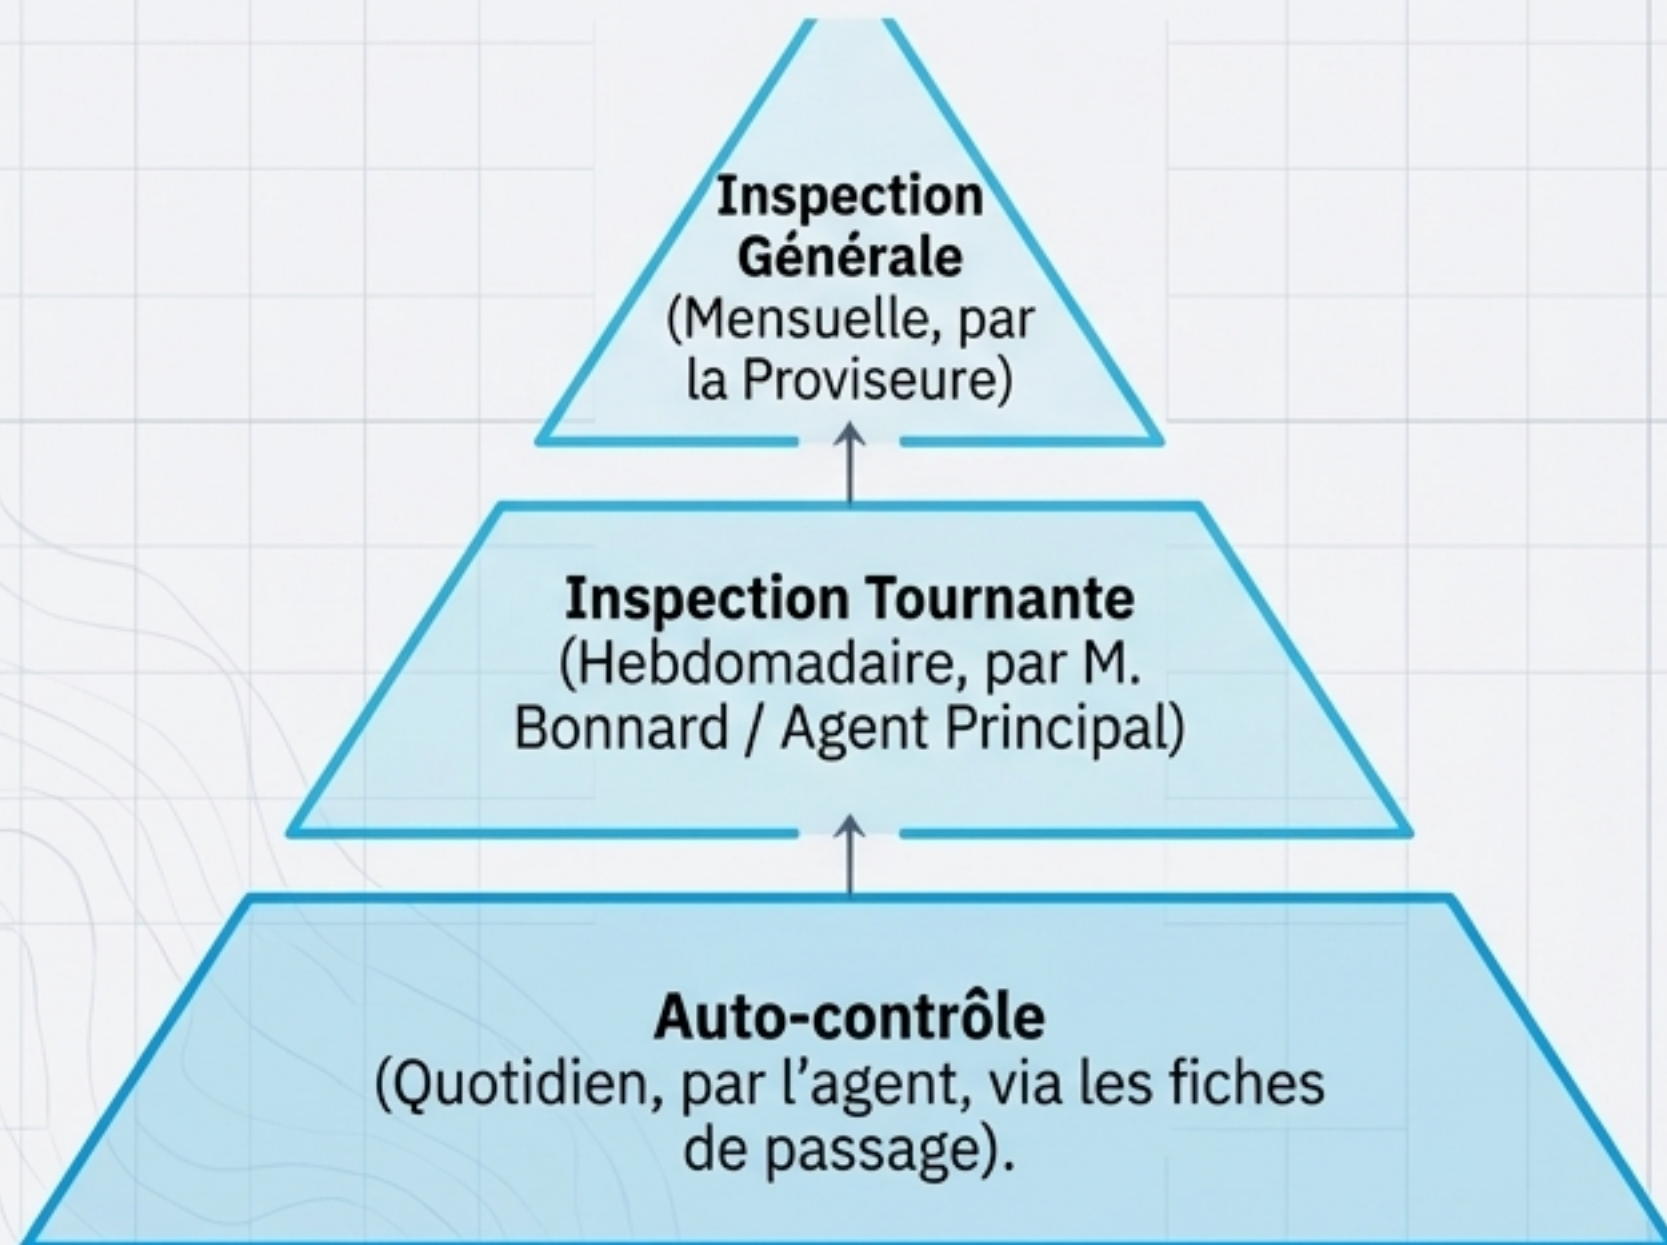 Inspection
Générale
(Mensuelle, par
la Proviseure)
Inspection Tournante
(Hebdomadaire, par M.
Bonnard / Agent Principal)
Auto-contrôle
(Quotidien, par l’agent, via les fiches
de passage).